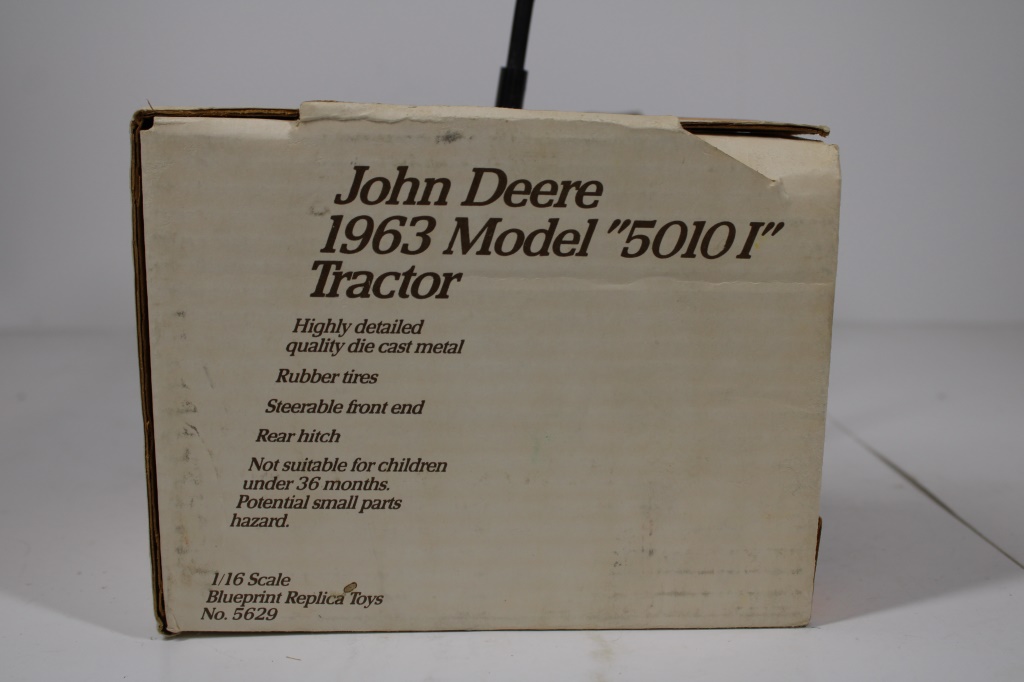 John Deere
1963 Model "5010 I"
Tractor
Highly detailed
quality die cast metal
Rubber tires
Steerable front end
Rear hitch
Not suitable for children
under 36 months.
Potential small parts
hazard.
1/16 Scale
Blueprint Replica Toys
No. 5629